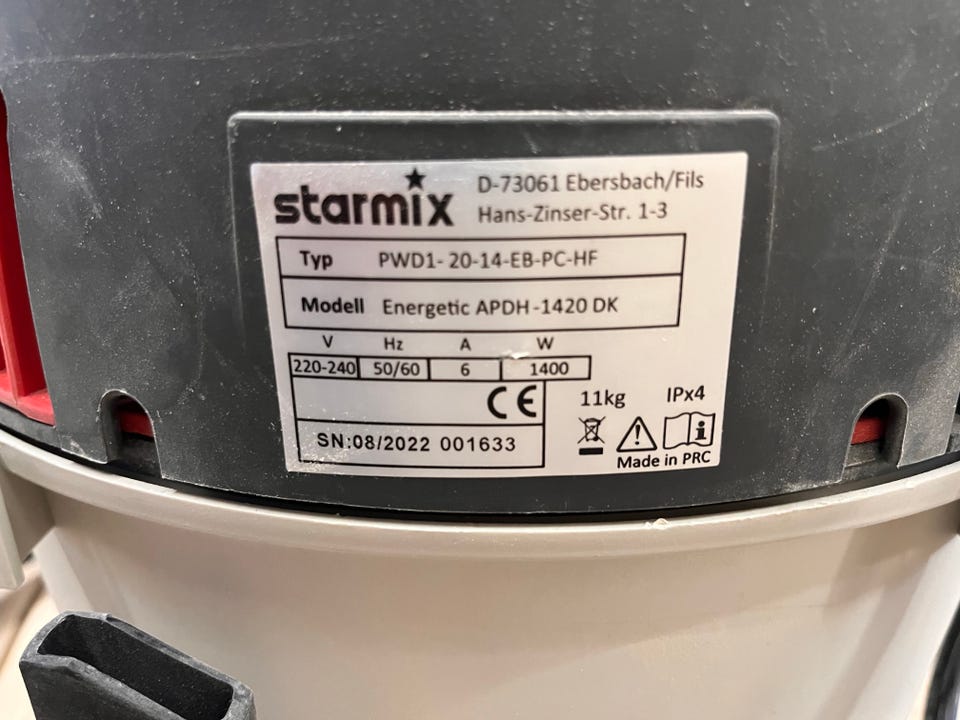 starmix
D-73061 Ebersbach/Fils
Hans-Zinser-Str. 1-3
Typ PWD1- 20-14-EB-PC-HF
Modell Energetic APDH -1420 DK
V Hz A W
220-240 50/60 6 1400
CE 11kg IPx4
SN:08/2022 001633
Made in PRC